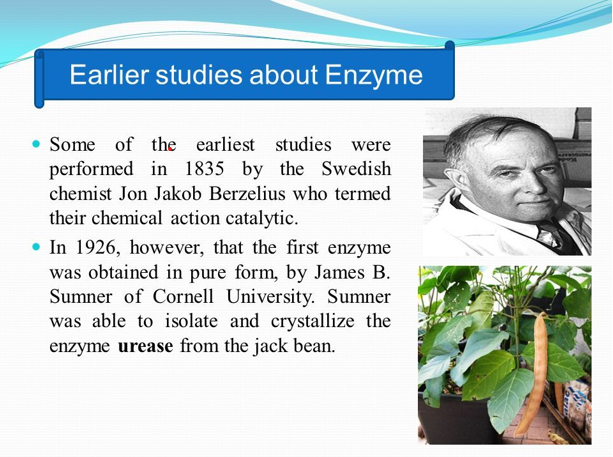 Earlier studies about Enzyme
Some of the earliest studies were
performed in 1835 by the Swedish
chemist Jon Jakob Berzelius who termed
their chemical action catalytic.
In 1926, however, that the first enzyme
was obtained in pure form, by James B.
Sumner of Cornell University. Sumner
was able to isolate and crystallize the
enzyme urease from the jack bean.